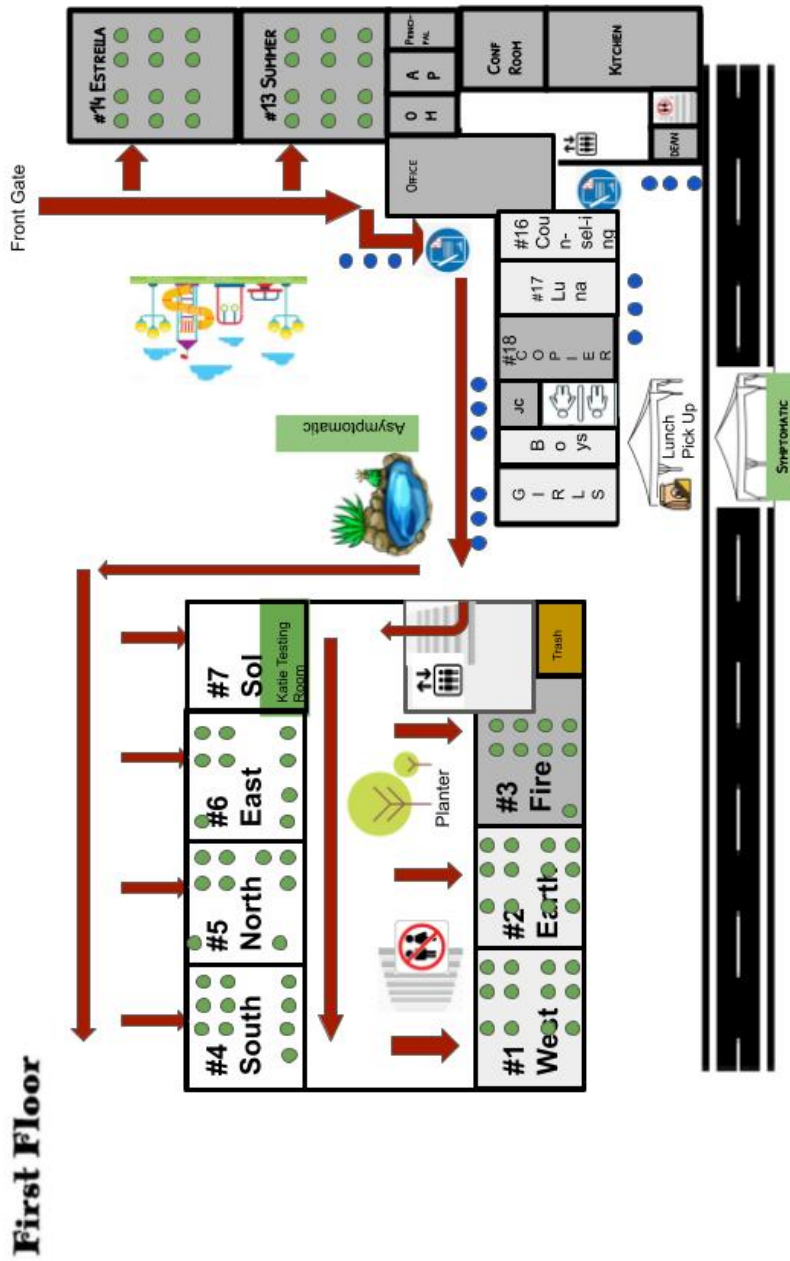 First Floor
Front Gate
#14 ESTRELLA
#13 SUMMER
PRINCI-
PAL
A
P
O
M
CONF
ROOM
KITCHEN
OFFICE
DEAN
#16
Cou
n-
sel-i
ng
#17
Lu
na
#18
C
O
P
I
E
R
JC
B
o
ys
G
I
R
L
S
Asymptomatic
Lunch
Pick Up
SYMPTOMATIC
#7
Sol
Katie Testing
Room
#6
East
#5
North
#4
South
Planter
Trash
#3
Fire
#2
Earth
#1
West